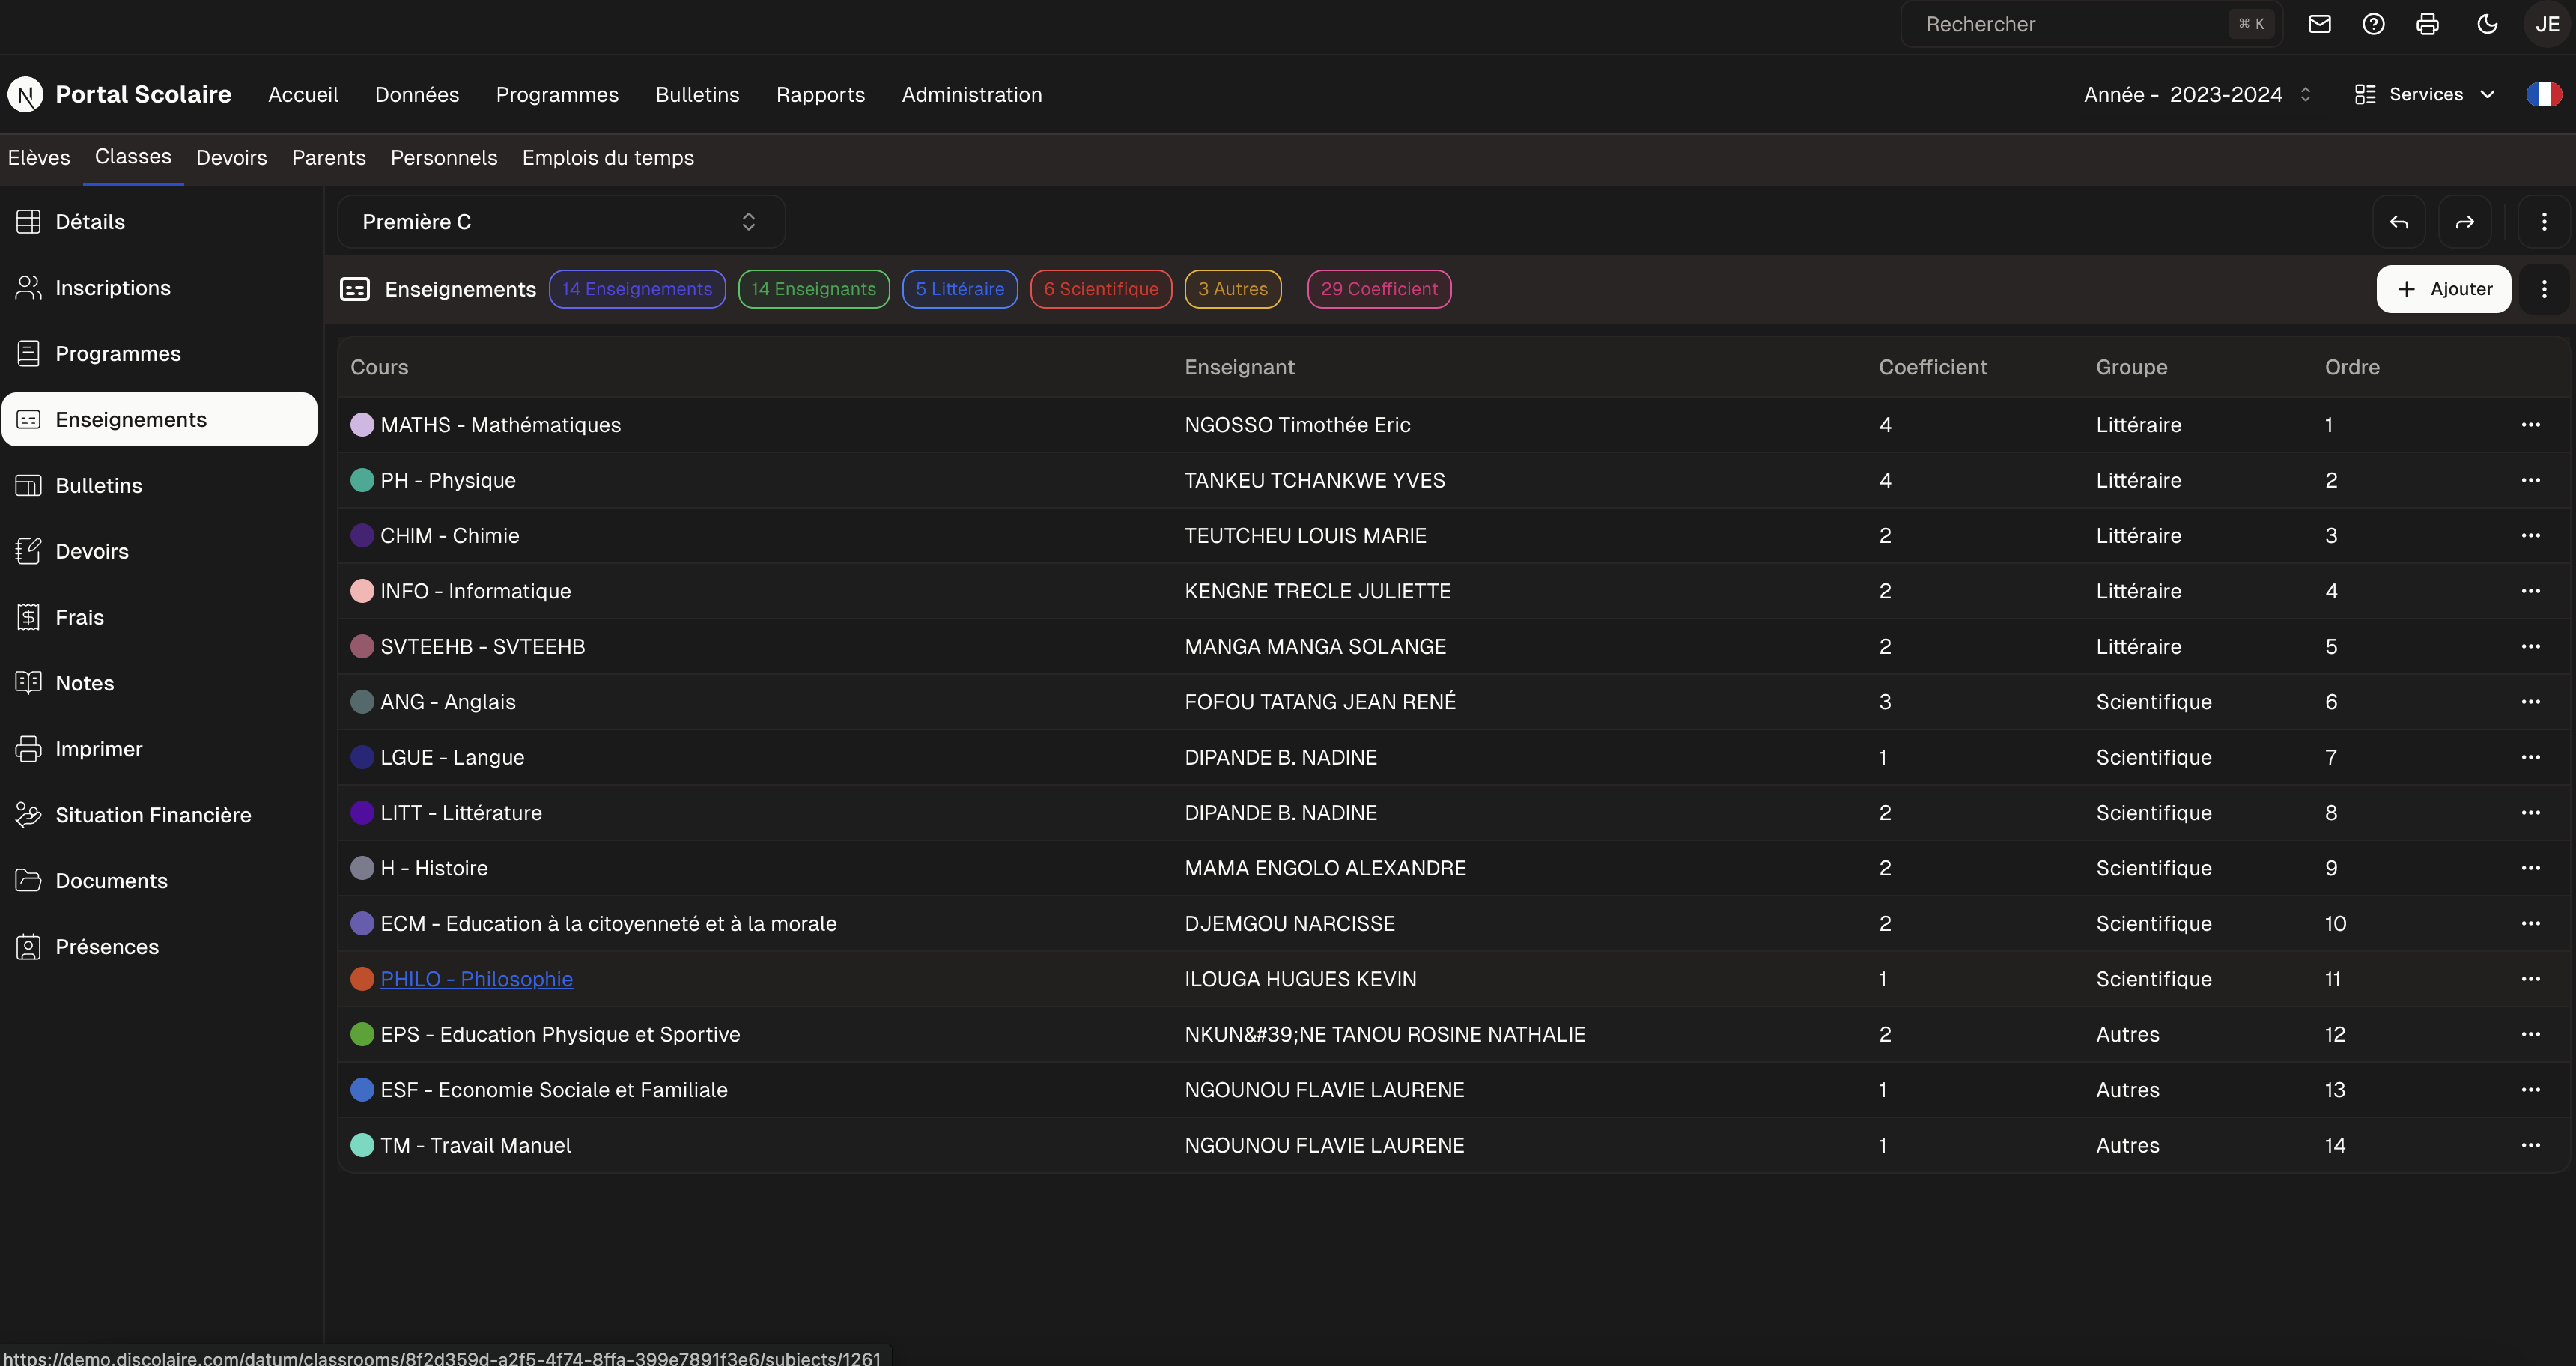 Rechercher ⌘ K JE
Portal Scolaire Accueil Données Programmes Bulletins Rapports Administration Année - 2023-2024 Services
Elèves Classes Devoirs Parents Personnels Emplois du temps
Détails
Inscriptions
Programmes
Enseignements
Bulletins
Devoirs
Frais
Notes
Imprimer
Situation Financière
Documents
Présences
Première C
Enseignements 14 Enseignements 14 Enseignants 5 Littéraire 6 Scientifique 3 Autres 29 Coefficient Ajouter
Cours Enseignant Coefficient Groupe Ordre
MATHS - Mathématiques NGOSSO Timothée Eric 4 Littéraire 1
PH - Physique TANKEU TCHANKWE YVES 4 Littéraire 2
CHIM - Chimie TEUTCHEU LOUIS MARIE 2 Littéraire 3
INFO - Informatique KENGNE TRECLE JULIETTE 2 Littéraire 4
SVTEEHB - SVTEEHB MANGA MANGA SOLANGE 2 Littéraire 5
ANG - Anglais FOFOU TATANG JEAN RENÉ 3 Scientifique 6
LGUE - Langue DIPANDE B. NADINE 1 Scientifique 7
LITT - Littérature DIPANDE B. NADINE 2 Scientifique 8
H - Histoire MAMA ENGOLO ALEXANDRE 2 Scientifique 9
ECM - Education à la citoyenneté et à la morale DJEMGOU NARCISSE 2 Scientifique 10
PHILO - Philosophie ILOUGA HUGUES KEVIN 1 Scientifique 11
EPS - Education Physique et Sportive NKUN&#39;NE TANOU ROSINE NATHALIE 2 Autres 12
ESF - Economie Sociale et Familiale NGOUNOU FLAVIE LAURENE 1 Autres 13
TM - Travail Manuel NGOUNOU FLAVIE LAURENE 1 Autres 14
https://demo.discolaire.com/datum/classrooms/8f2d359d-a2f5-4f74-8ffa-399e7891f3e6/subjects/1261